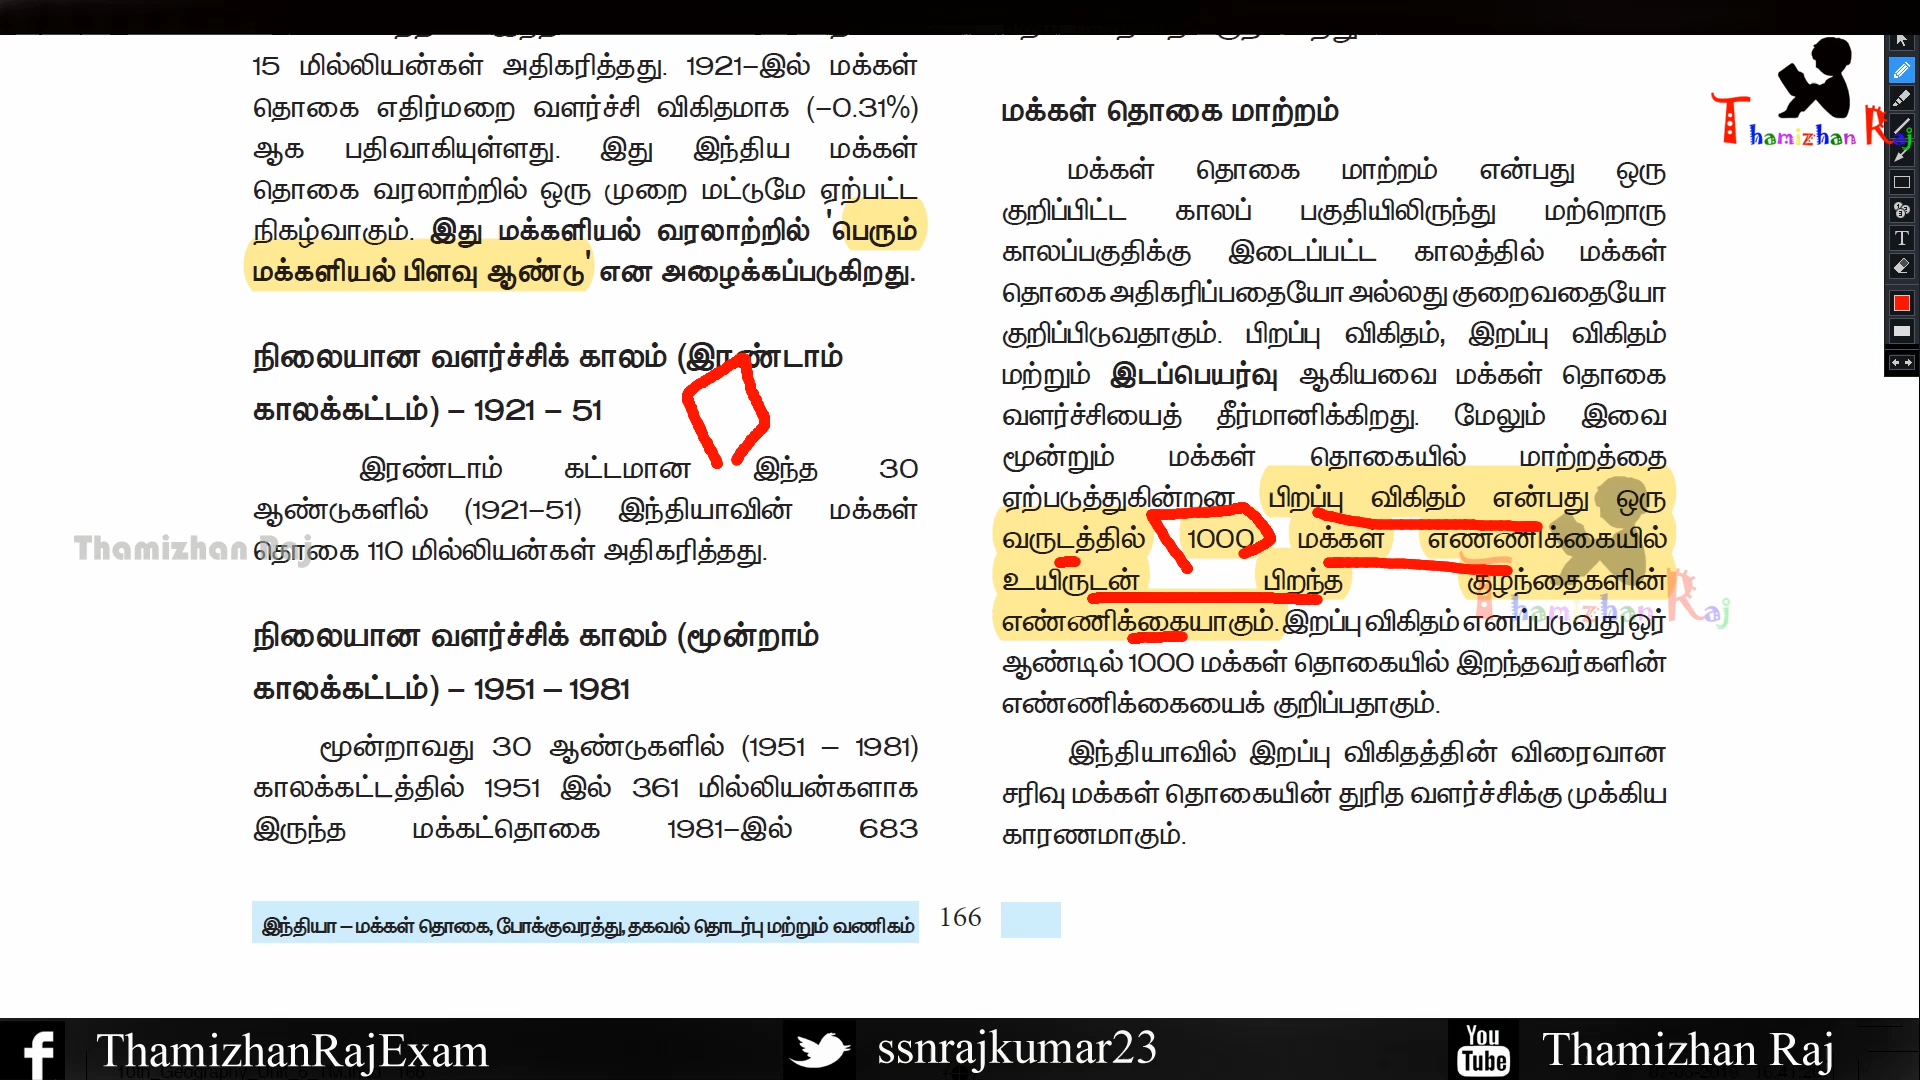 15 மில்லியன்கள் அதிகரித்தது. 1921-இல் மக்கள்
தொகை எதிர்மறை வளர்ச்சி விகிதமாக (-0.31%)
ஆக பதிவாகியுள்ளது. இது இந்திய மக்கள்
தொகை வரலாற்றில் ஒரு முறை மட்டுமே ஏற்பட்ட
நிகழ்வாகும். இது மக்களியல் வரலாற்றில் 'பெரும்
மக்களியல் பிளவு ஆண்டு' என அழைக்கப்படுகிறது.
நிலையான வளர்ச்சிக் காலம் (இரண்டாம்
காலக்கட்டம்) – 1921 – 51
இரண்டாம் கட்டமான இந்த 30
ஆண்டுகளில் (1921-51) இந்தியாவின் மக்கள்
தொகை 110 மில்லியன்கள் அதிகரித்தது.
நிலையான வளர்ச்சிக் காலம் (மூன்றாம்
காலக்கட்டம்) – 1951 – 1981
மூன்றாவது 30 ஆண்டுகளில் (1951 – 1981)
காலக்கட்டத்தில் 1951 இல் 361 மில்லியன்களாக
இருந்த மக்கட்தொகை 1981-இல் 683
மக்கள் தொகை மாற்றம்
மக்கள் தொகை மாற்றம் என்பது ஒரு
குறிப்பிட்ட காலப் பகுதியிலிருந்து மற்றொரு
காலப்பகுதிக்கு இடைப்பட்ட காலத்தில் மக்கள்
தொகை அதிகரிப்பதையோ அல்லது குறைவதையோ
குறிப்பிடுவதாகும். பிறப்பு விகிதம், இறப்பு விகிதம்
மற்றும் இடப்பெயர்வு ஆகியவை மக்கள் தொகை
வளர்ச்சியைத் தீர்மானிக்கிறது. மேலும் இவை
மூன்றும் மக்கள் தொகையில் மாற்றத்தை
ஏற்படுத்துகின்றன. பிறப்பு விகிதம் என்பது ஒரு
வருடத்தில் 1000 மக்கள் எண்ணிக்கையில்
உயிருடன் பிறந்த குழந்தைகளின்
எண்ணிக்கையாகும். இறப்பு விகிதம் எனப்படுவது ஓர்
ஆண்டில் 1000 மக்கள் தொகையில் இறந்தவர்களின்
எண்ணிக்கையைக் குறிப்பதாகும்.
இந்தியாவில் இறப்பு விகிதத்தின் விரைவான
சரிவு மக்கள் தொகையின் துரித வளர்ச்சிக்கு முக்கிய
காரணமாகும்.
இந்தியா – மக்கள் தொகை, போக்குவரத்து, தகவல் தொடர்பு மற்றும் வணிகம்
166
Thamizhan Raj
Thamizhan Raj
Thamizhan Raj
ThamizhanRajExam
ssnrajkumar23
You Tube
Thamizhan Raj